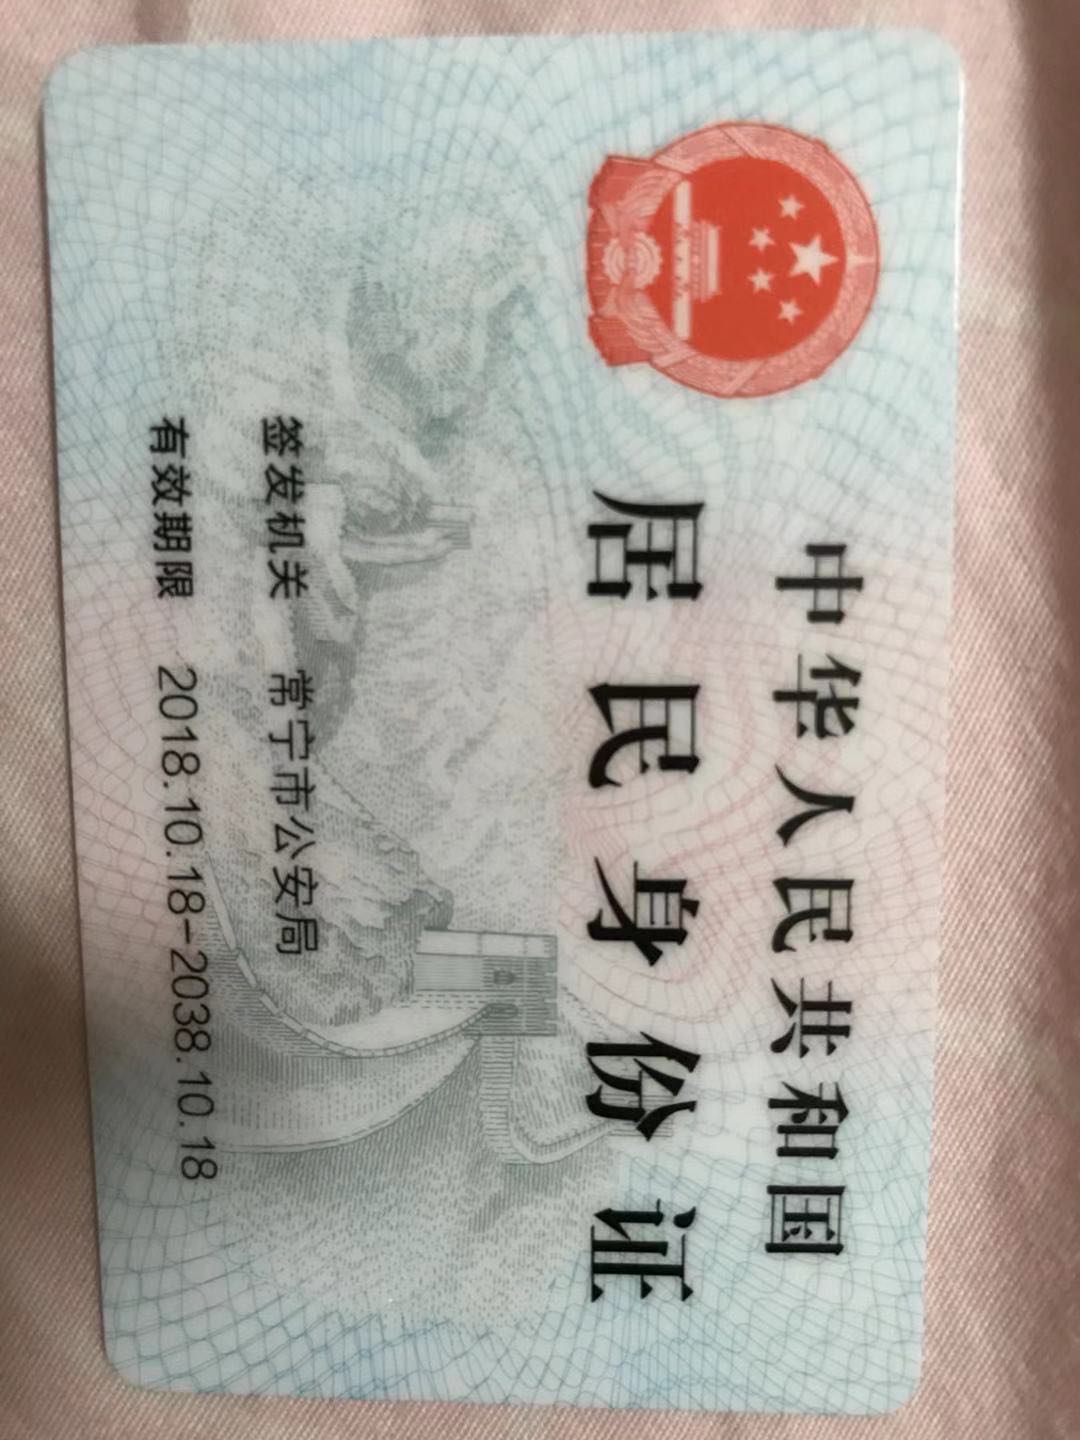 中华人民共和国
居民身份证
签发机关 常宁市公安局
有效期限 2018.10.18-2038.10.18